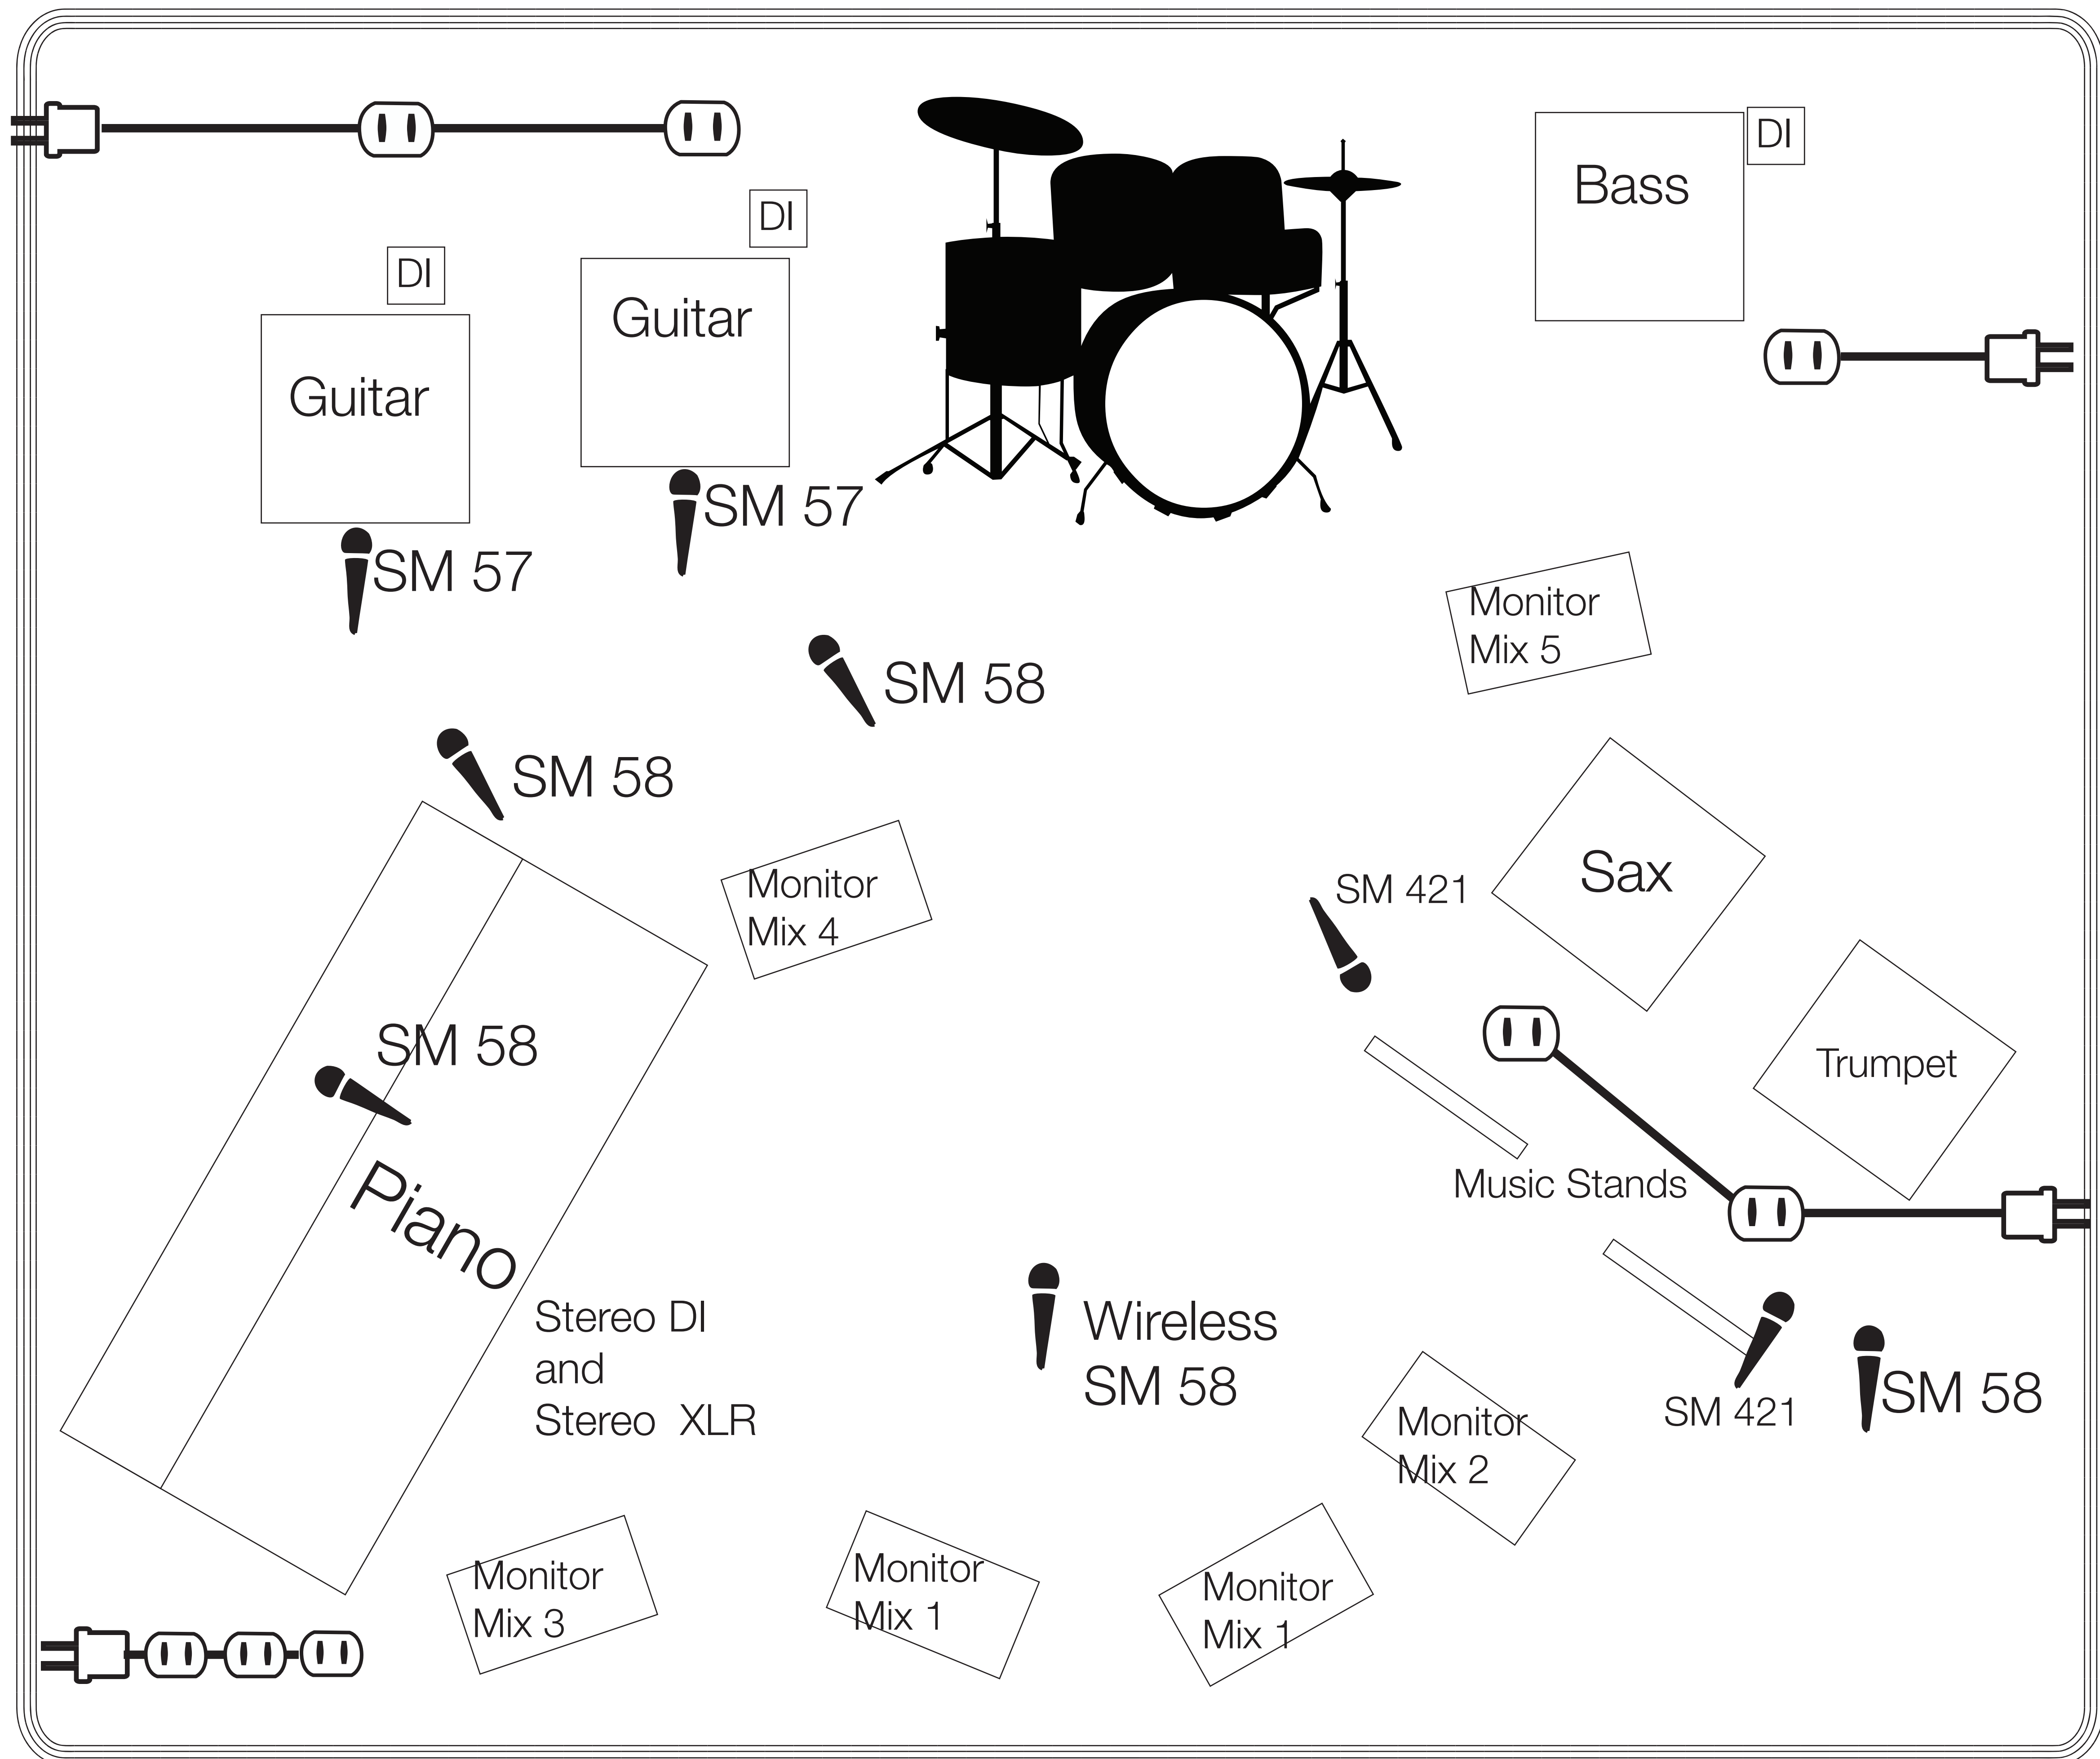 DI
Bass
DI
DI
Guitar
Guitar
SM 57
SM 57
Monitor
Mix 5
SM 58
SM 58
Monitor
Mix 4
Sax
SM 421
SM 58
Trumpet
Piano
Music Stands
Stereo DI
and
Stereo XLR
Wireless
SM 58
SM 421
SM 58
Monitor
Mix 2
Monitor
Mix 3
Monitor
Mix 1
Monitor
Mix 1